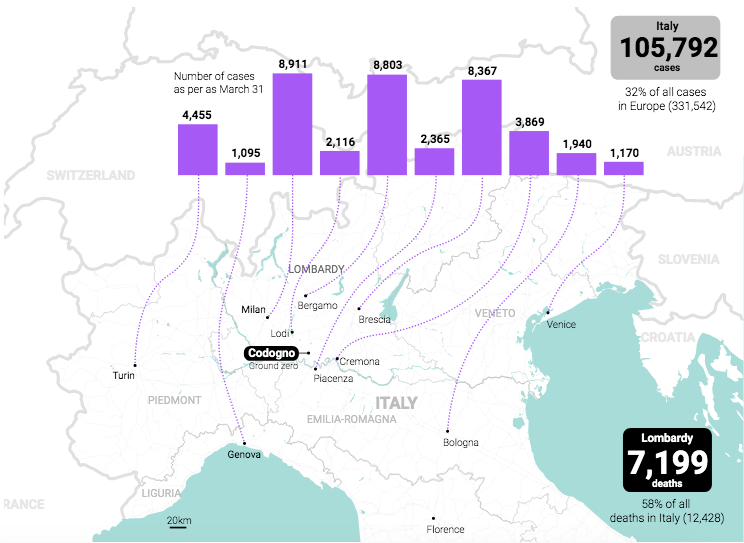 Italy
105,792
cases
32% of all cases
in Europe (331,542)
Number of cases
as per as March 31
4,455
1,095
8,911
2,116
8,803
2,365
8,367
3,869
1,940
1,170
SWITZERLAND
AUSTRIA
SLOVENIA
CROATIA
LOMBARDY
VENETO
Milan
Bergamo
Brescia
Venice
Lodi
Codogno
Ground zero
Cremona
Piacenza
Turin
PIEDMONT
ITALY
EMILIA-ROMAGNA
Bologna
Genova
LIGURIA
RANCE
20km
Florence
Lombardy
7,199
deaths
58% of all
deaths in Italy (12,428)